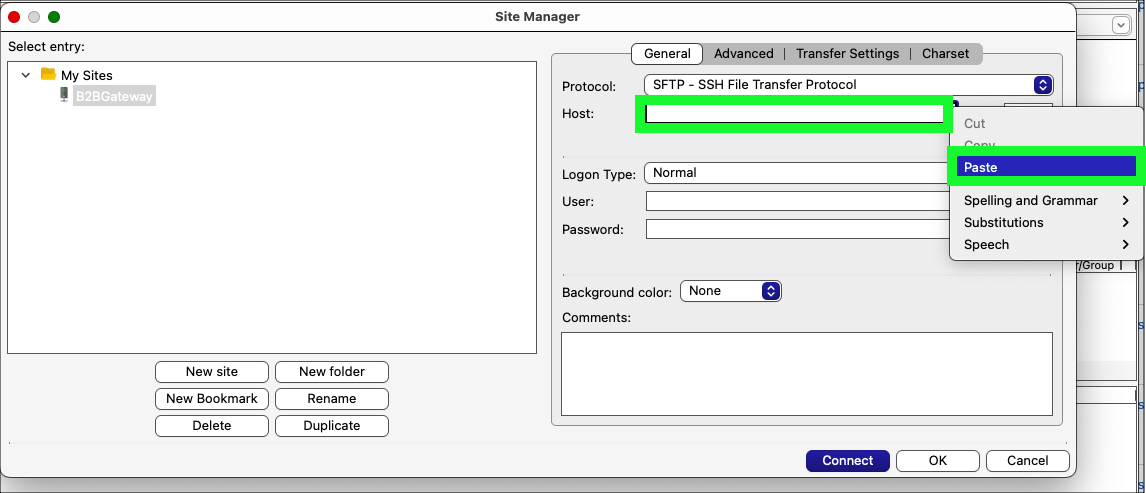 Site Manager
Select entry:
My Sites
B2BGateway
New site
New folder
New Bookmark
Rename
Delete
Duplicate
General
Advanced
Transfer Settings
Charset
Protocol:
SFTP - SSH File Transfer Protocol
Host:
Logon Type:
Normal
User:
Password:
Background color:
None
Comments:
Cut
Copy
Paste
Spelling and Grammar
Substitutions
Speech
r/Group
Connect
OK
Cancel